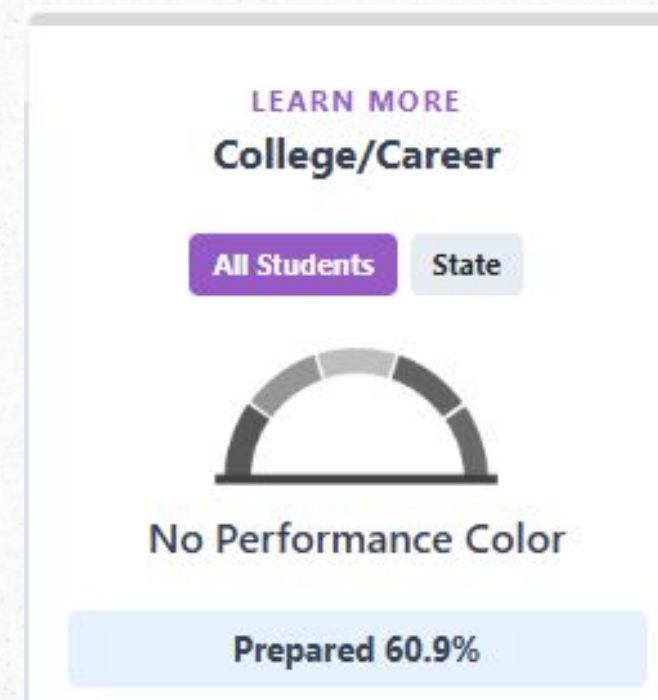 LEARN MORE
College/Career
All Students State
No Performance Color
Prepared 60.9%